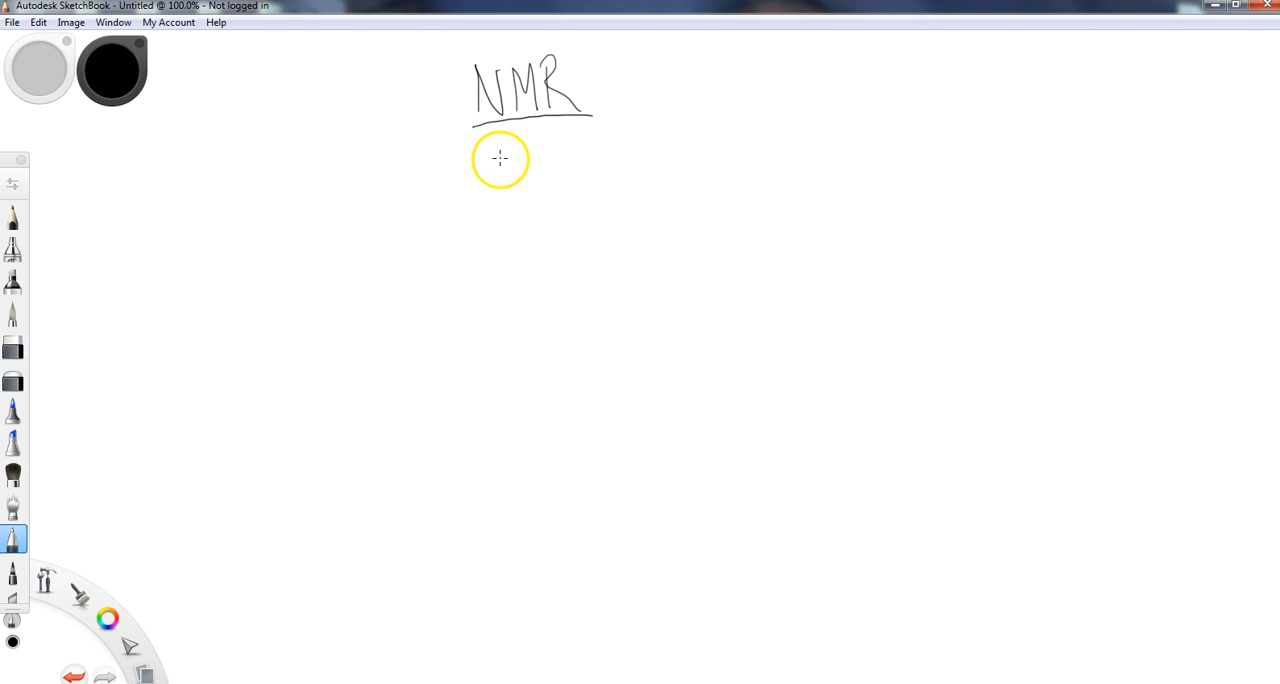 Autodesk SketchBook - Untitled @ 100.0% - Not logged in
File Edit Image Window My Account Help
NMR